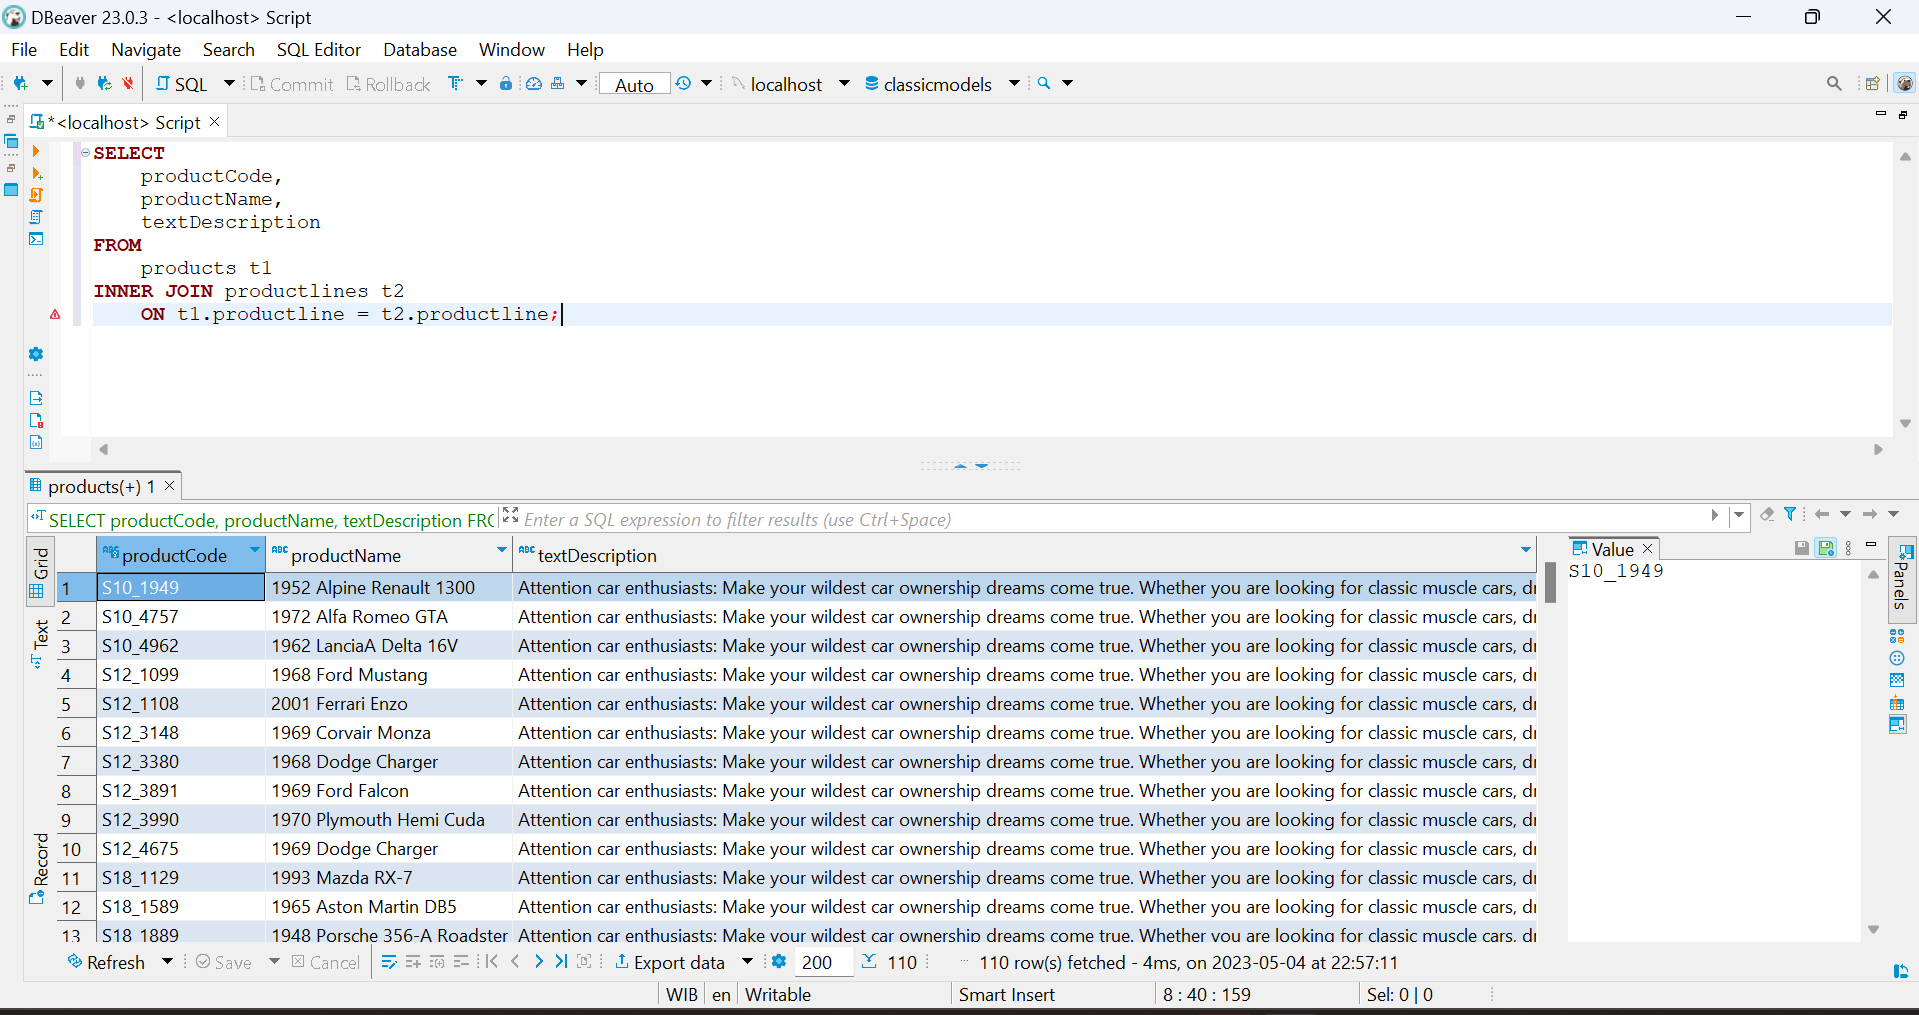 DBeaver 23.0.3 - <localhost> Script
File Edit Navigate Search SQL Editor Database Window Help
SQL Commit Rollback Auto localhost classicmodels
*<localhost> Script
SELECT
productCode,
productName,
textDescription
FROM
products t1
INNER JOIN productlines t2
ON t1.productline = t2.productline;
products(+) 1
SELECT productCode, productName, textDescription FRO Enter a SQL expression to filter results (use Ctrl+Space)
Grid
Text
Record
productCode productName textDescription
1 S10_1949 1952 Alpine Renault 1300 Attention car enthusiasts: Make your wildest car ownership dreams come true. Whether you are looking for classic muscle cars, dr
2 S10_4757 1972 Alfa Romeo GTA Attention car enthusiasts: Make your wildest car ownership dreams come true. Whether you are looking for classic muscle cars, dr
3 S10_4962 1962 LanciaA Delta 16V Attention car enthusiasts: Make your wildest car ownership dreams come true. Whether you are looking for classic muscle cars, dr
4 S12_1099 1968 Ford Mustang Attention car enthusiasts: Make your wildest car ownership dreams come true. Whether you are looking for classic muscle cars, dr
5 S12_1108 2001 Ferrari Enzo Attention car enthusiasts: Make your wildest car ownership dreams come true. Whether you are looking for classic muscle cars, dr
6 S12_3148 1969 Corvair Monza Attention car enthusiasts: Make your wildest car ownership dreams come true. Whether you are looking for classic muscle cars, dr
7 S12_3380 1968 Dodge Charger Attention car enthusiasts: Make your wildest car ownership dreams come true. Whether you are looking for classic muscle cars, dr
8 S12_3891 1969 Ford Falcon Attention car enthusiasts: Make your wildest car ownership dreams come true. Whether you are looking for classic muscle cars, dr
9 S12_3990 1970 Plymouth Hemi Cuda Attention car enthusiasts: Make your wildest car ownership dreams come true. Whether you are looking for classic muscle cars, dr
10 S12_4675 1969 Dodge Charger Attention car enthusiasts: Make your wildest car ownership dreams come true. Whether you are looking for classic muscle cars, dr
11 S18_1129 1993 Mazda RX-7 Attention car enthusiasts: Make your wildest car ownership dreams come true. Whether you are looking for classic muscle cars, dr
12 S18_1589 1965 Aston Martin DB5 Attention car enthusiasts: Make your wildest car ownership dreams come true. Whether you are looking for classic muscle cars, dr
13 S18_1889 1948 Porsche 356-A Roadster Attention car enthusiasts: Make your wildest car ownership dreams come true. Whether you are looking for classic muscle cars, dr
Value
S10_1949
Panels
Refresh Save Cancel Export data 200 110 110 row(s) fetched - 4ms, on 2023-05-04 at 22:57:11
WIB en Writable Smart Insert 8 : 40 : 159 Sel: 0 | 0